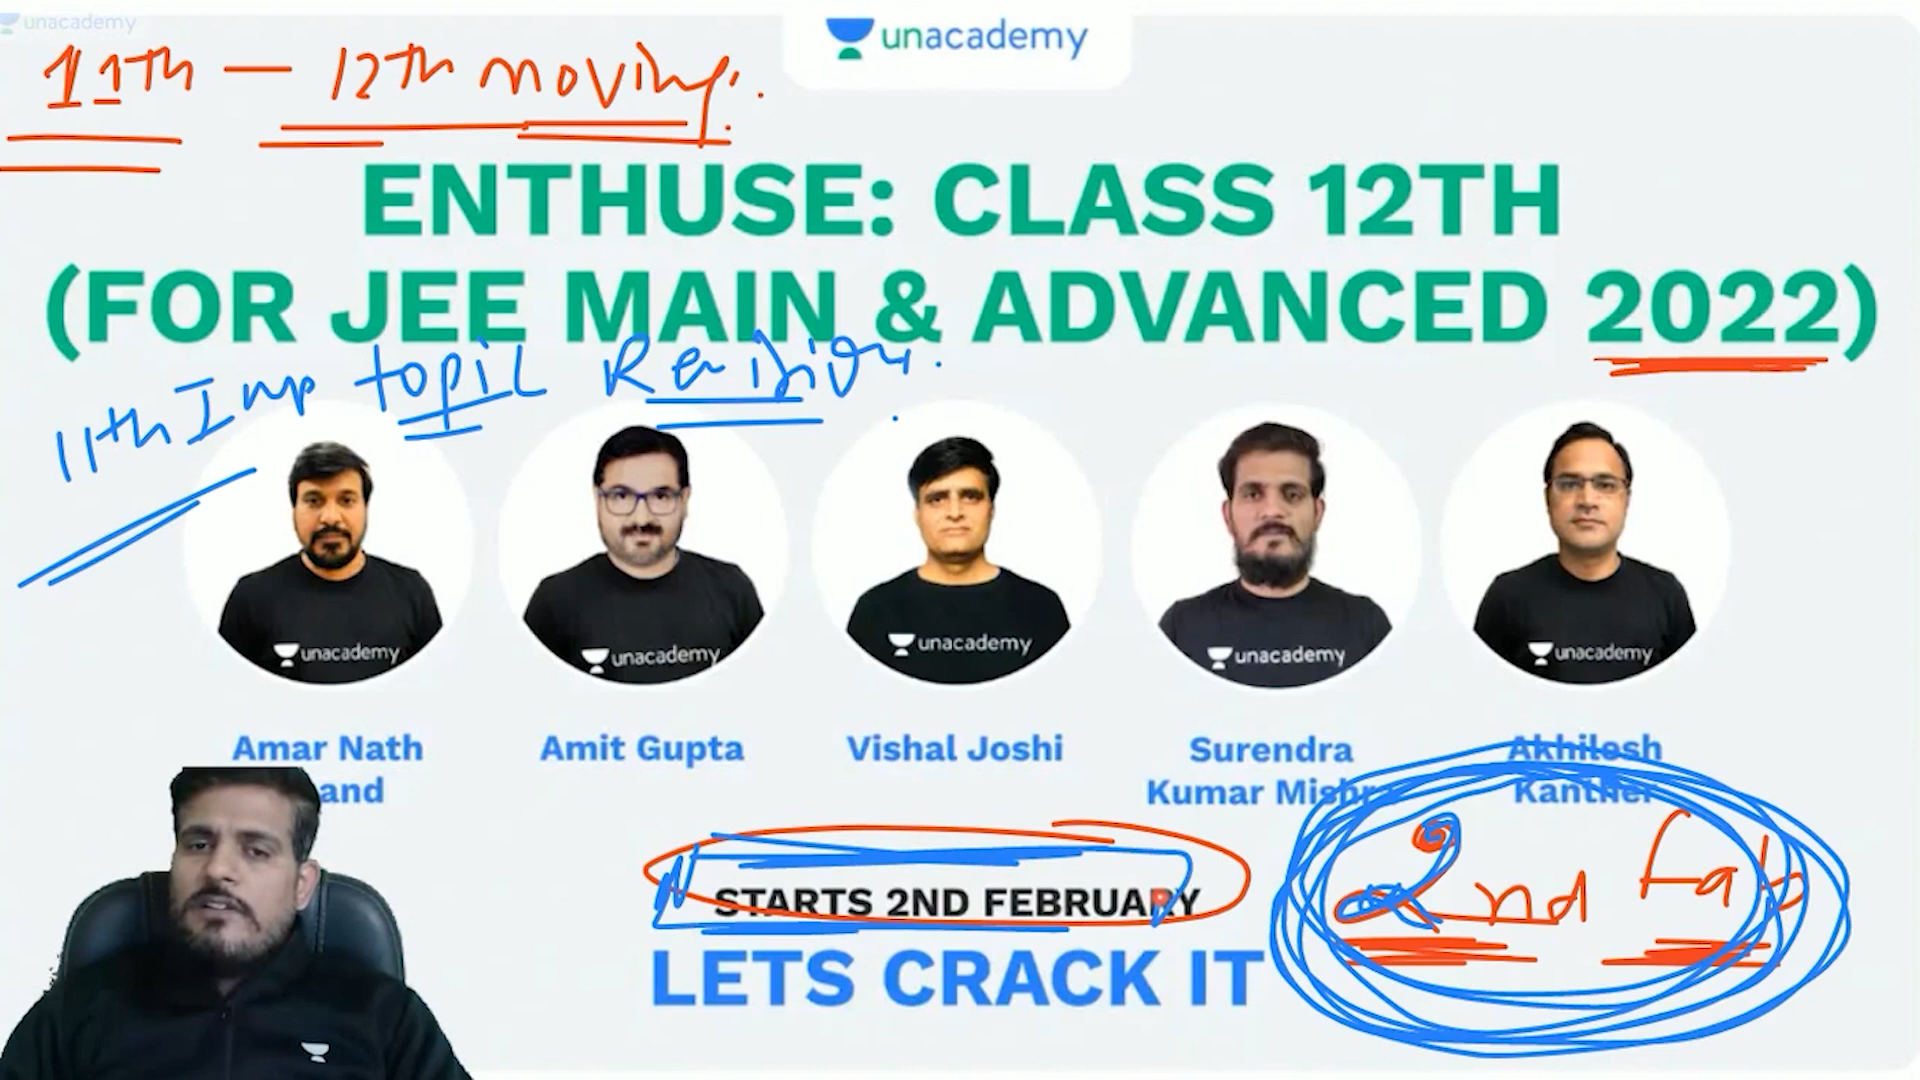 unacademy
unacademy
11th — 12th moving.
ENTHUSE: CLASS 12TH
(FOR JEE MAIN & ADVANCED 2022)
11th Imp topic Revision.
unacademy
unacademy
unacademy
unacademy
unacademy
Amar Nath
and
Amit Gupta
Vishal Joshi
Surendra
Kumar Mishra
Akhilesh
Kanther
STARTS 2ND FEBRUARY
2nd Feb
LETS CRACK IT